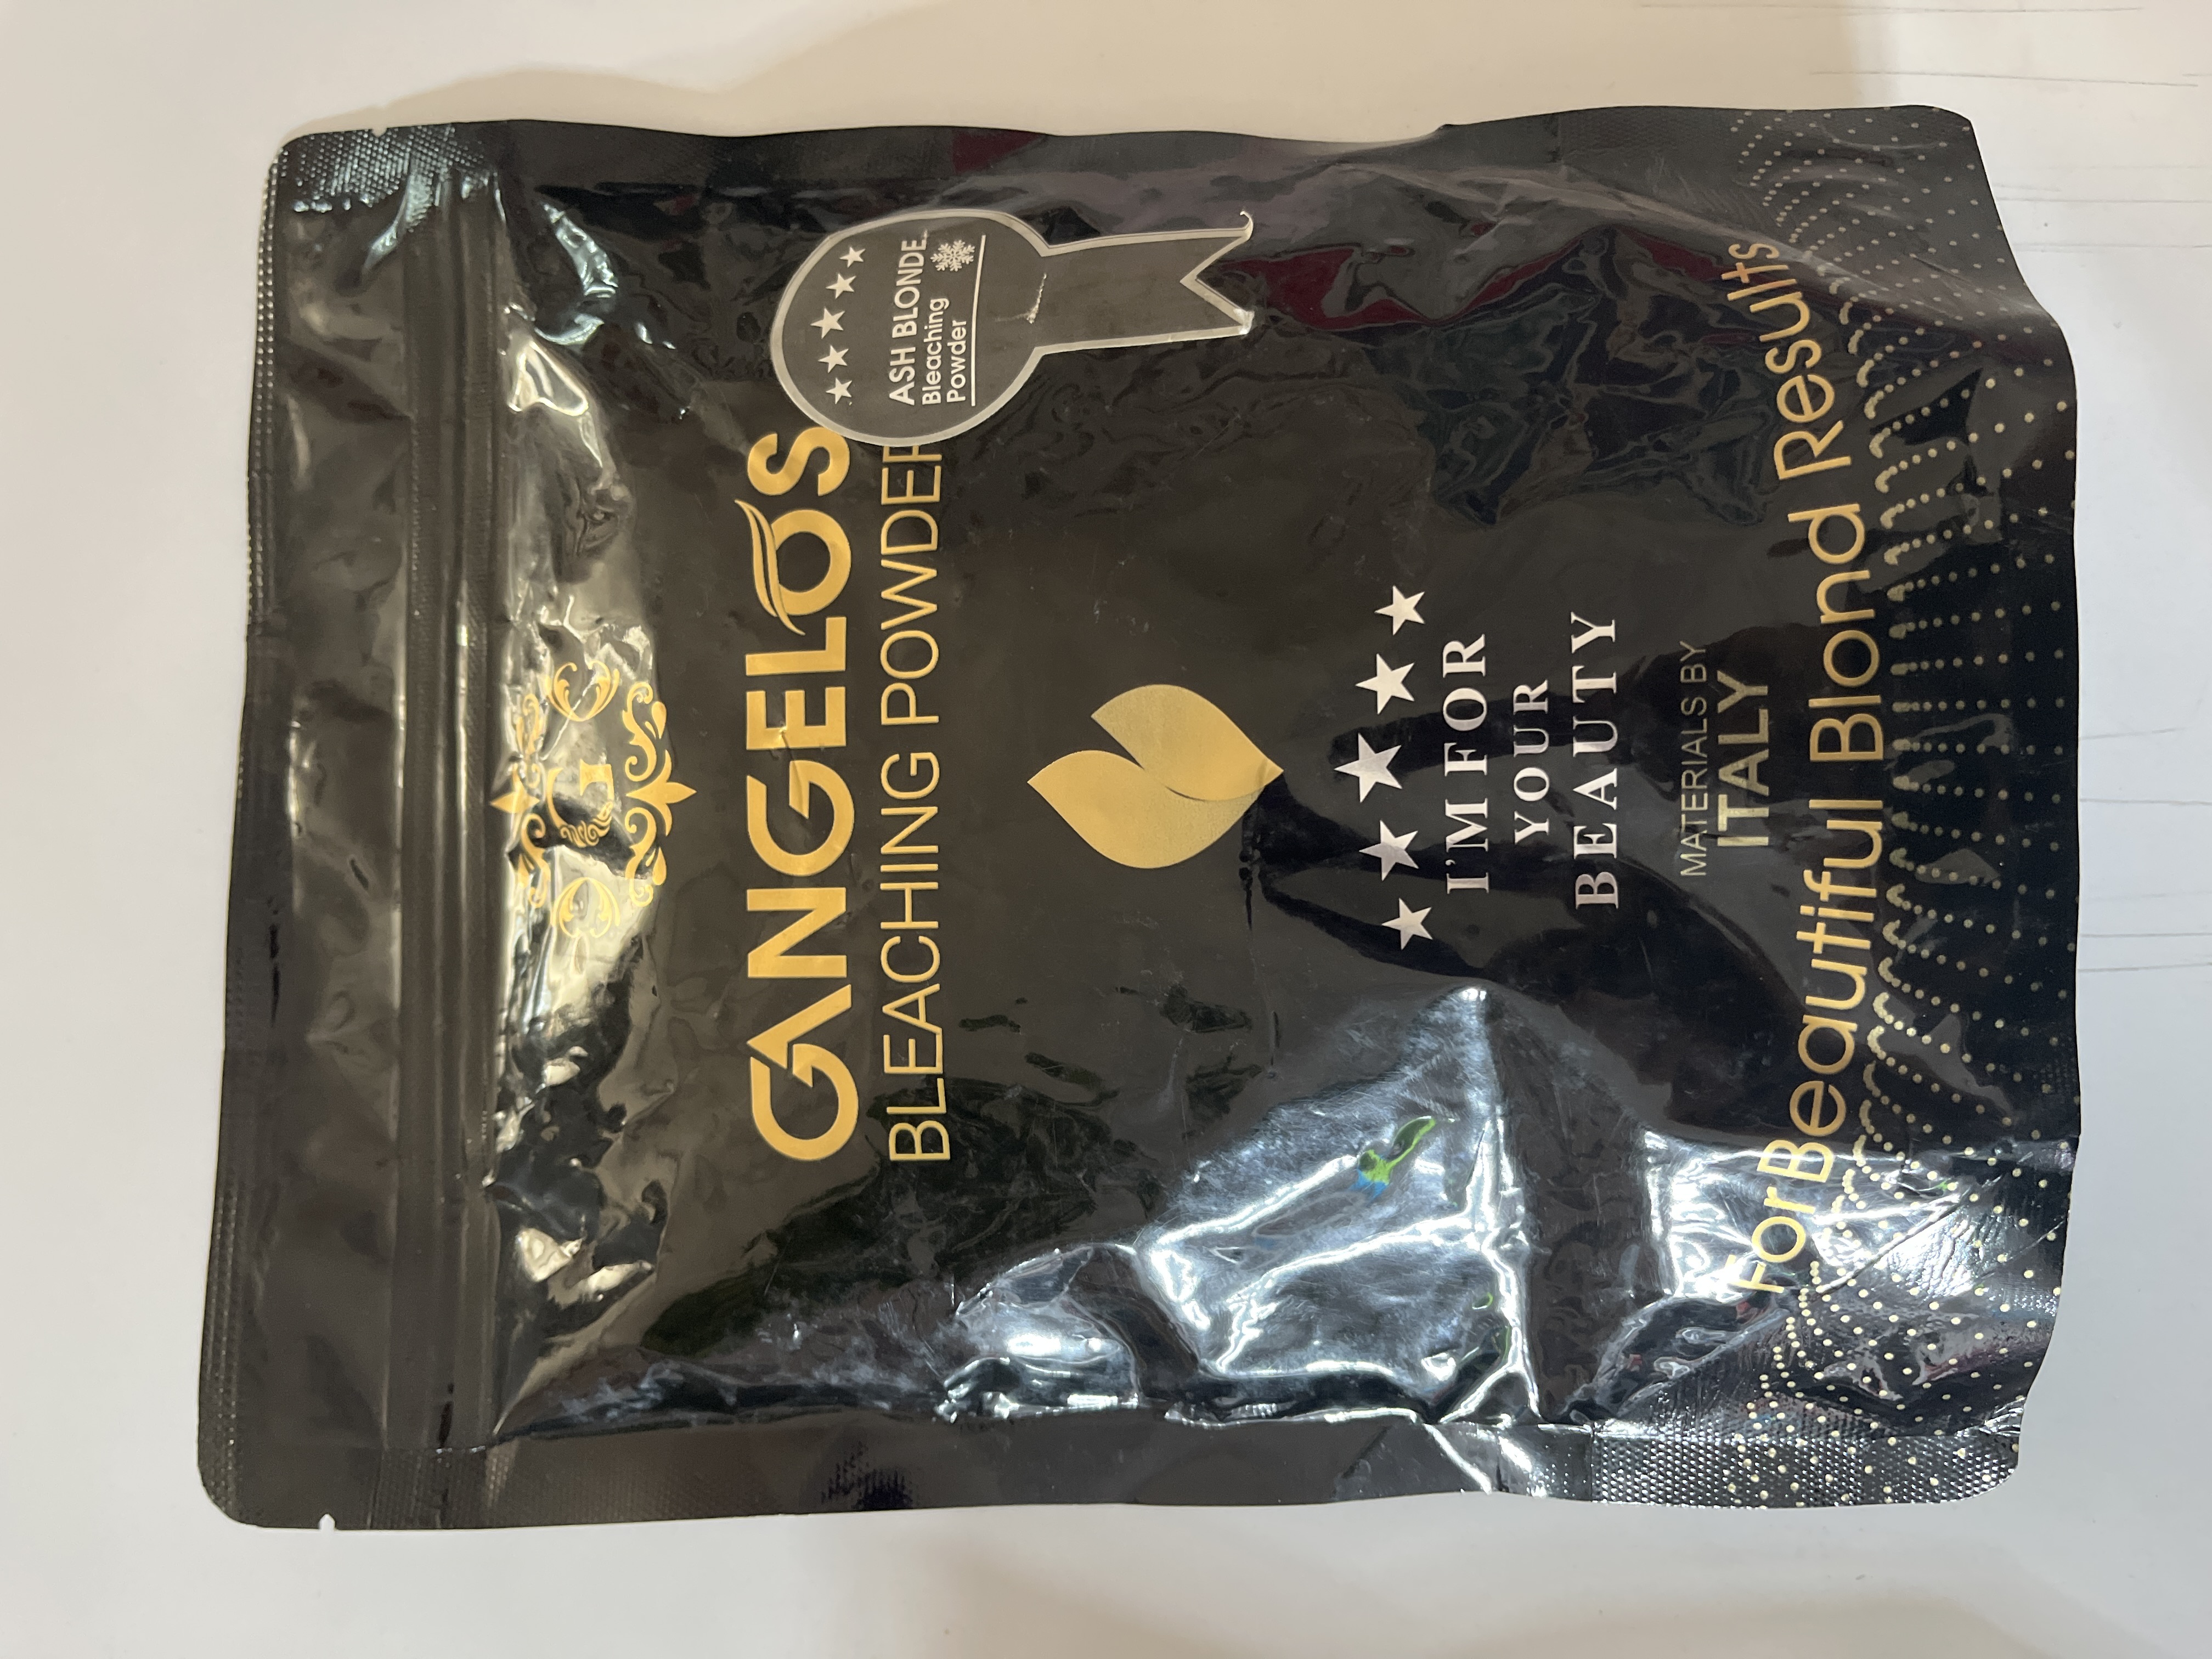 G
GANGELOS
BLEACHING POWDER
ASH BLONDE
Bleaching
Powder
I'M FOR
YOUR
BEAUTY
MATERIALS BY
ITALY
For Beautiful Blond Results